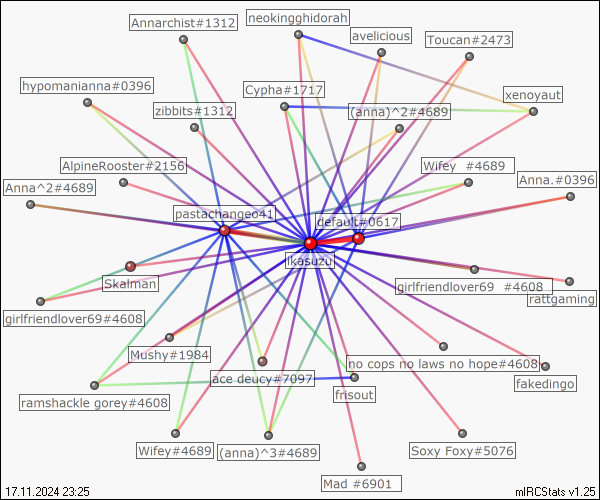 Annarchist#1312
neokingghidorah
avelicious
Toucan#2473
hypomanianna#0396
Cypha#1717
xenoyaut
zibbits#1312
(anna)^2#4689
AlpineRooster#2156
Wifey  #4689
Anna^2#4689
Anna.#0396
pastachangeo41
default#0617
ikasuzu
Skalman
girlfriendlover69  #4608
rattgaming
girlfriendlover69#4608
Mushy#1984
no cops no laws no hope#4608
ace deucy#7097
fakedingo
ramshackle gorey#4608
frisout
Wifey#4689
(anna)^3#4689
Soxy Foxy#5076
Mad #6901
17.11.2024 23:25
mIRCStats v1.25